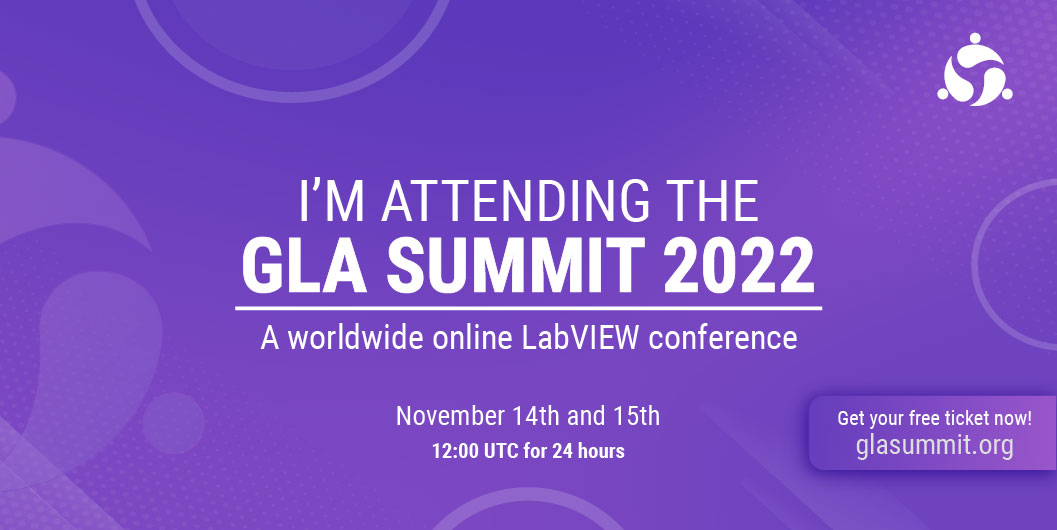 I'M ATTENDING THE
GLA SUMMIT 2022
A worldwide online LabVIEW conference
November 14th and 15th
12:00 UTC for 24 hours
Get your free ticket now!
glasummit.org